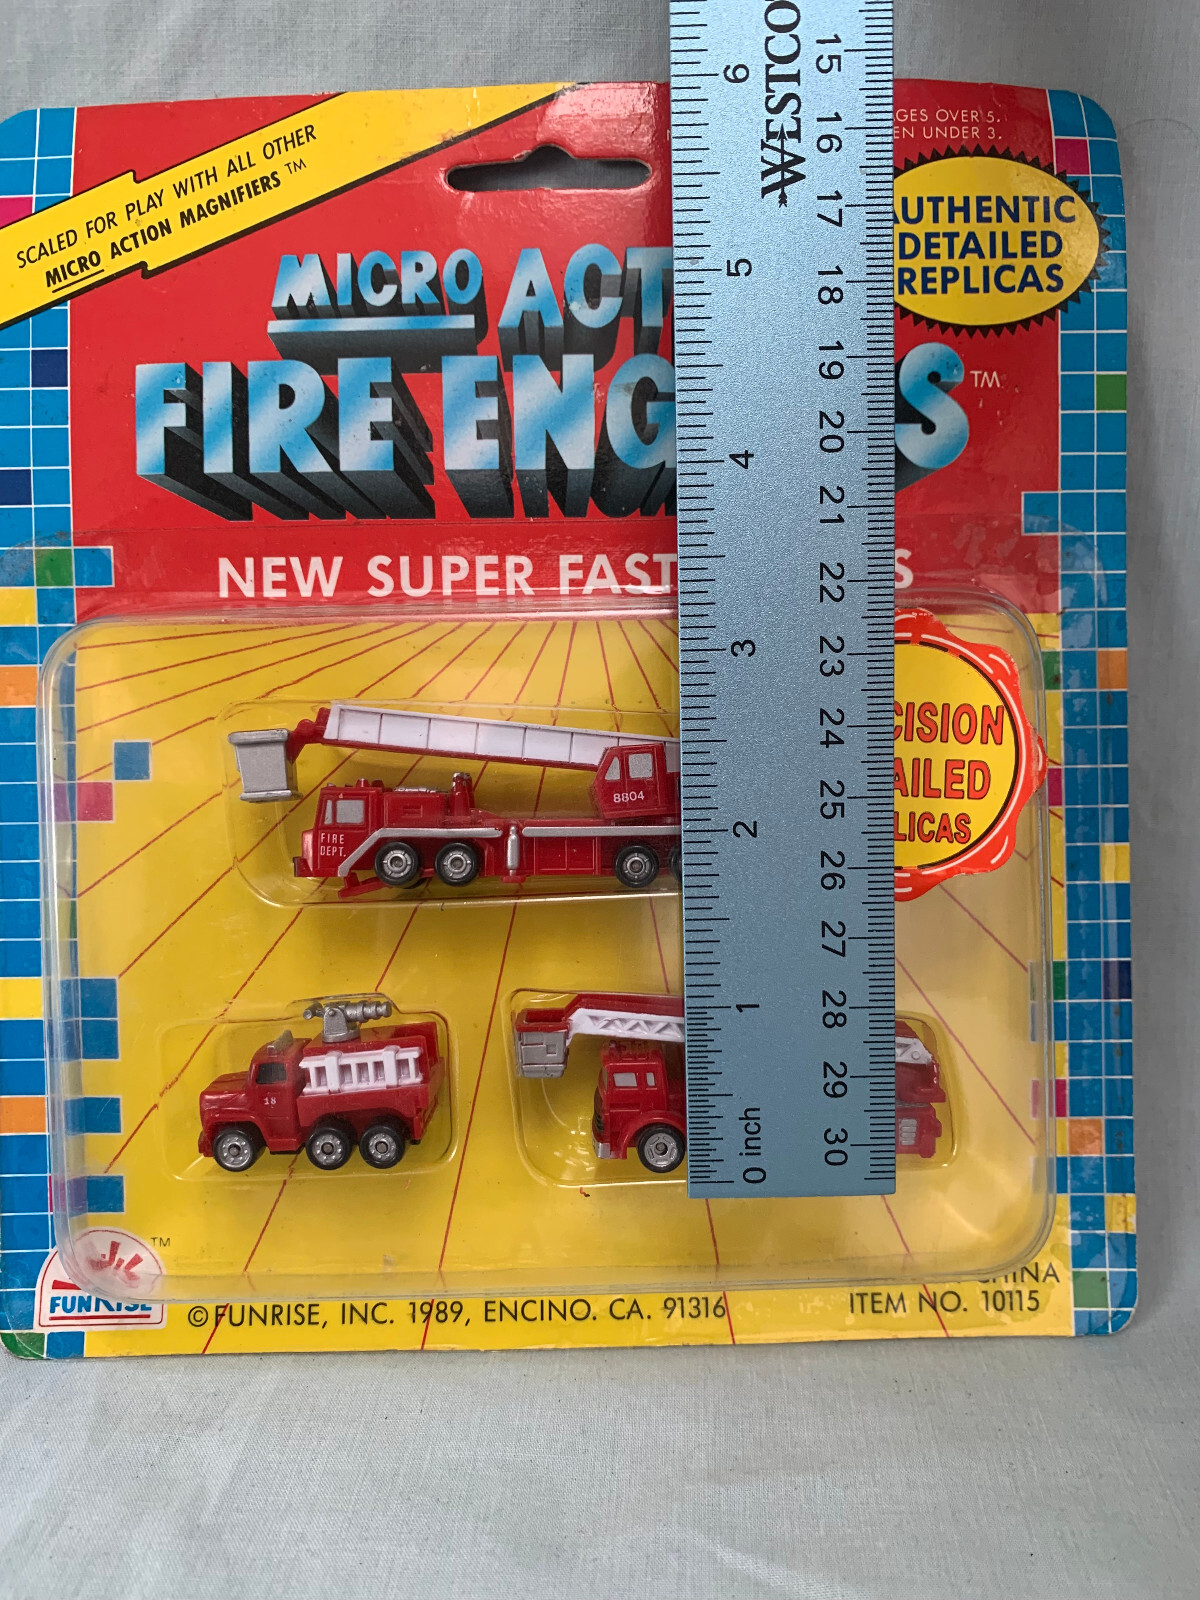 SCALED FOR PLAY WITH ALL OTHER
MICRO ACTION MAGNIFIERS™
GES OVER 5.
EN UNDER 3.
AUTHENTIC
DETAILED
REPLICAS
MICRO ACT
FIRE ENG S™
NEW SUPER FAST S
CISION
AILED
LICAS
8804
FIRE
DEPT.
18
WESTCO
6
5
4
3
2
1
0 inch
15
16
17
18
19
20
21
22
23
24
25
26
27
28
29
30
™
FUNRISE
© FUNRISE, INC. 1989, ENCINO. CA. 91316
CHINA
ITEM NO. 10115